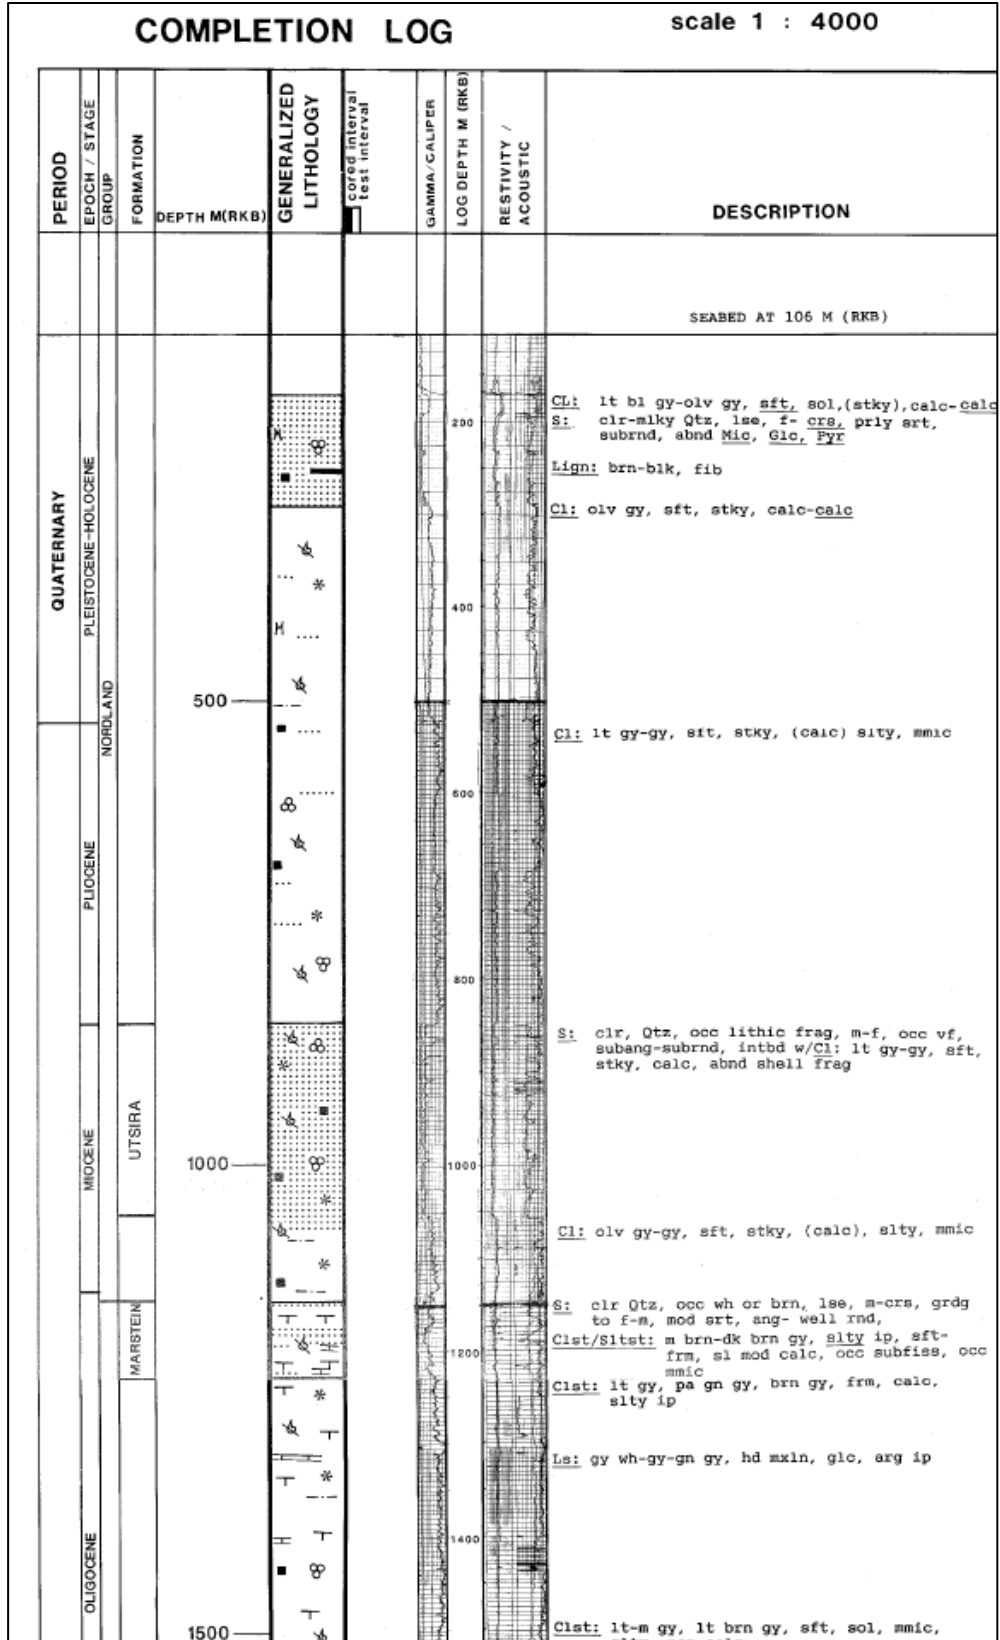 COMPLETION LOG
scale 1 : 4000
PERIOD
EPOCH / STAGE
GROUP
FORMATION
DEPTH M(RKB)
GENERALIZED
LITHOLOGY
cored interval
test interval
GAMMA/CALIPER
LOG DEPTH M (RKB)
RESTIVITY /
ACOUSTIC
DESCRIPTION
SEABED AT 106 M (RKB)
QUATERNARY
PLEISTOCENE-HOLOCENE
NORDLAND
PLIOCENE
MIOCENE
UTSIRA
MARSTEIN
OLIGOCENE
500
1000
1500
M
M
200
400
600
800
1000
1200
1400
CL: lt bl gy-olv gy, sft, sol,(stky),calc-calc
S: clr-mlky Qtz, lse, f- crs, prly srt,
subrnd, abnd Mic, Glc, Pyr
Lign: brn-blk, fib
Cl: olv gy, sft, stky, calc-calc
Cl: lt gy-gy, sft, stky, (calc) slty, mmic
S: clr, Qtz, occ lithic frag, m-f, occ vf,
subang-subrnd, intbd w/Cl: lt gy-gy, sft,
stky, calc, abnd shell frag
Cl: olv gy-gy, sft, stky, (calc), slty, mmic
S: clr Qtz, occ wh or brn, lse, m-crs, grdg
to f-m, mod srt, ang- well rnd,
Clst/Sltst: m brn-dk brn gy, slty ip, sft-
frm, sl mod calc, occ subfiss, occ
mmic
Clst: lt gy, pa gn gy, brn gy, frm, calc,
slty ip
Ls: gy wh-gy-gn gy, hd mxln, glc, arg ip
Clst: lt-m gy, lt brn gy, sft, sol, mmic,